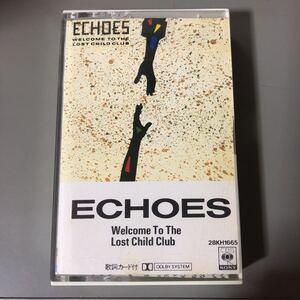 ECHOES
WELCOME TO THE
LOST CHILD CLUB
ECHOES
Welcome To The
Lost Child Club
28KH1665
歌詞カード付
DOLBY SYSTEM
CBS
SONY